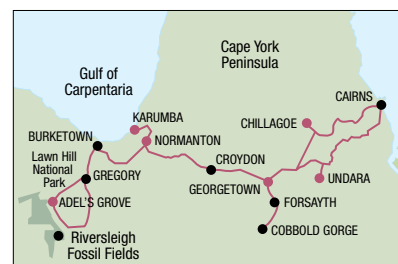 Cape York
Peninsula
Gulf of
Carpentaria
CAIRNS
KARUMBA
CHILLAGOE
BURKETOWN
NORMANTON
Lawn Hill
National
Park
GREGORY
CROYDON
UNDARA
GEORGETOWN
ADEL'S GROVE
FORSAYTH
Riversleigh
Fossil Fields
COBBOLD GORGE